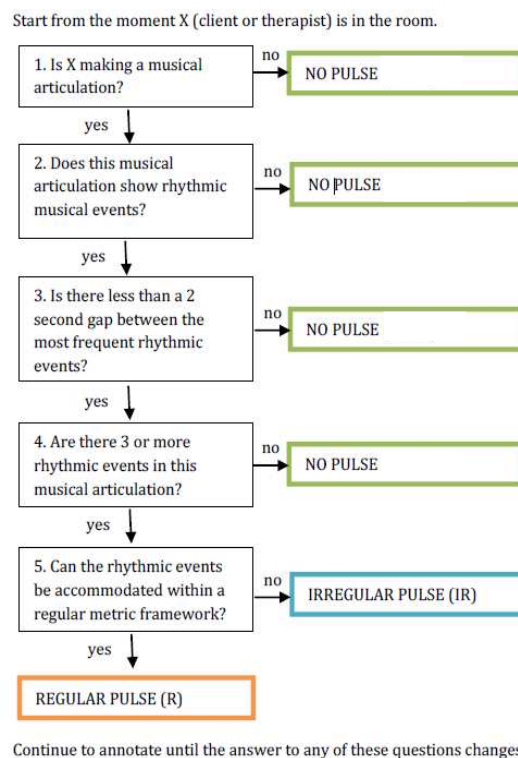 Start from the moment X (client or therapist) is in the room.
1. Is X making a musical
articulation?
no
NO PULSE
yes
2. Does this musical
articulation show rhythmic
musical events?
no
NO PULSE
yes
3. Is there less than a 2
second gap between the
most frequent rhythmic
events?
no
NO PULSE
yes
4. Are there 3 or more
rhythmic events in this
musical articulation?
no
NO PULSE
yes
5. Can the rhythmic events
be accommodated within a
regular metric framework?
no
IRREGULAR PULSE (IR)
yes
REGULAR PULSE (R)
Continue to annotate until the answer to any of these questions changes